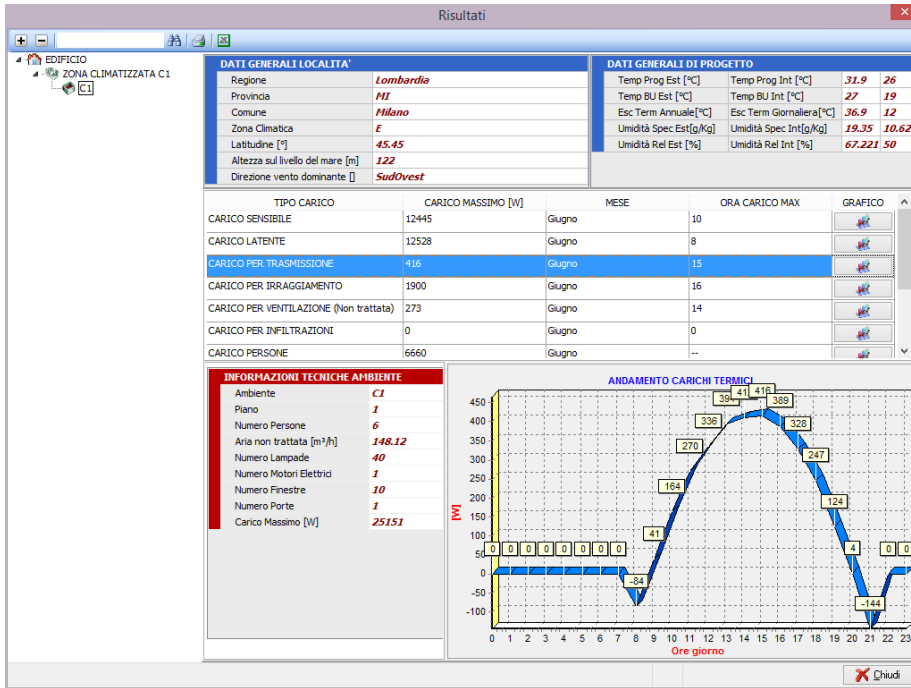 Risultati
EDIFICIO
ZONA CLIMATIZZATA C1
C1
DATI GENERALI LOCALITA'
Regione Lombardia
Provincia MI
Comune Milano
Zona Climatica E
Latitudine [°] 45.45
Altezza sul livello del mare [m] 122
Direzione vento dominante [] SudOvest
DATI GENERALI DI PROGETTO
Temp Prog Est [°C] Temp Prog Int [°C] 31.9 26
Temp BU Est [°C] Temp BU Int [°C] 27 19
Esc Term Annuale[°C] Esc Term Giornaliera[°C] 36.9 12
Umidità Spec Est[g/Kg] Umidità Spec Int[g/Kg] 19.35 10.62
Umidità Rel Est [%] Umidità Rel Int [%] 67.221 50
TIPO CARICO CARICO MASSIMO [W] MESE ORA CARICO MAX GRAFICO
CARICO SENSIBILE 12445 Giugno 10
CARICO LATENTE 12528 Giugno 8
CARICO PER TRASMISSIONE 416 Giugno 15
CARICO PER IRRAGGIAMENTO 1900 Giugno 16
CARICO PER VENTILAZIONE (Non trattata) 273 Giugno 14
CARICO PER INFILTRAZIONI 0 Giugno 0
CARICO PERSONE 6660 Giugno --
INFORMAZIONI TECNICHE AMBIENTE
Ambiente C1
Piano 1
Numero Persone 6
Aria non trattata [m³/h] 148.12
Numero Lampade 40
Numero Motori Elettrici 1
Numero Finestre 10
Numero Porte 1
Carico Massimo [W] 25151
ANDAMENTO CARICHI TERMICI
450
400
350
300
250
200
150
100
50
0
-50
-100
[W]
0 0 0 0 0 0 0 0 -84 41 164 270 336 416 389 328 247 124 4 -144 0 0
0 1 2 3 4 5 6 7 8 9 10 11 12 13 14 15 16 17 18 19 20 21 22 23
Ore giorno
Chiudi